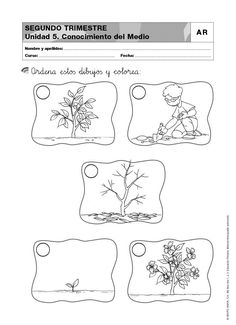 SEGUNDO TRIMESTRE
Unidad 5. Conocimiento del Medio
AR
Nombre y apellidos:
Curso: Fecha:
Ordena estos dibujos y colorea: